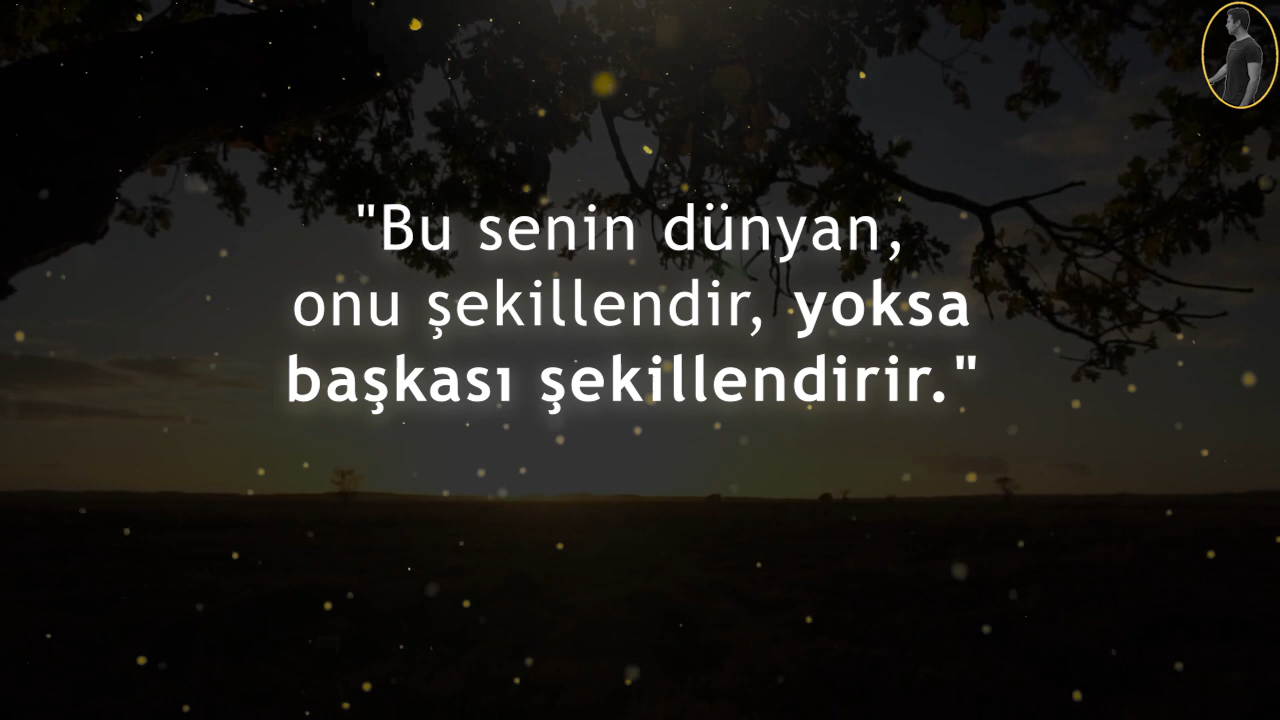 "Bu senin dünyan,
onu şekillendir, yoksa
başkası şekillendirir."